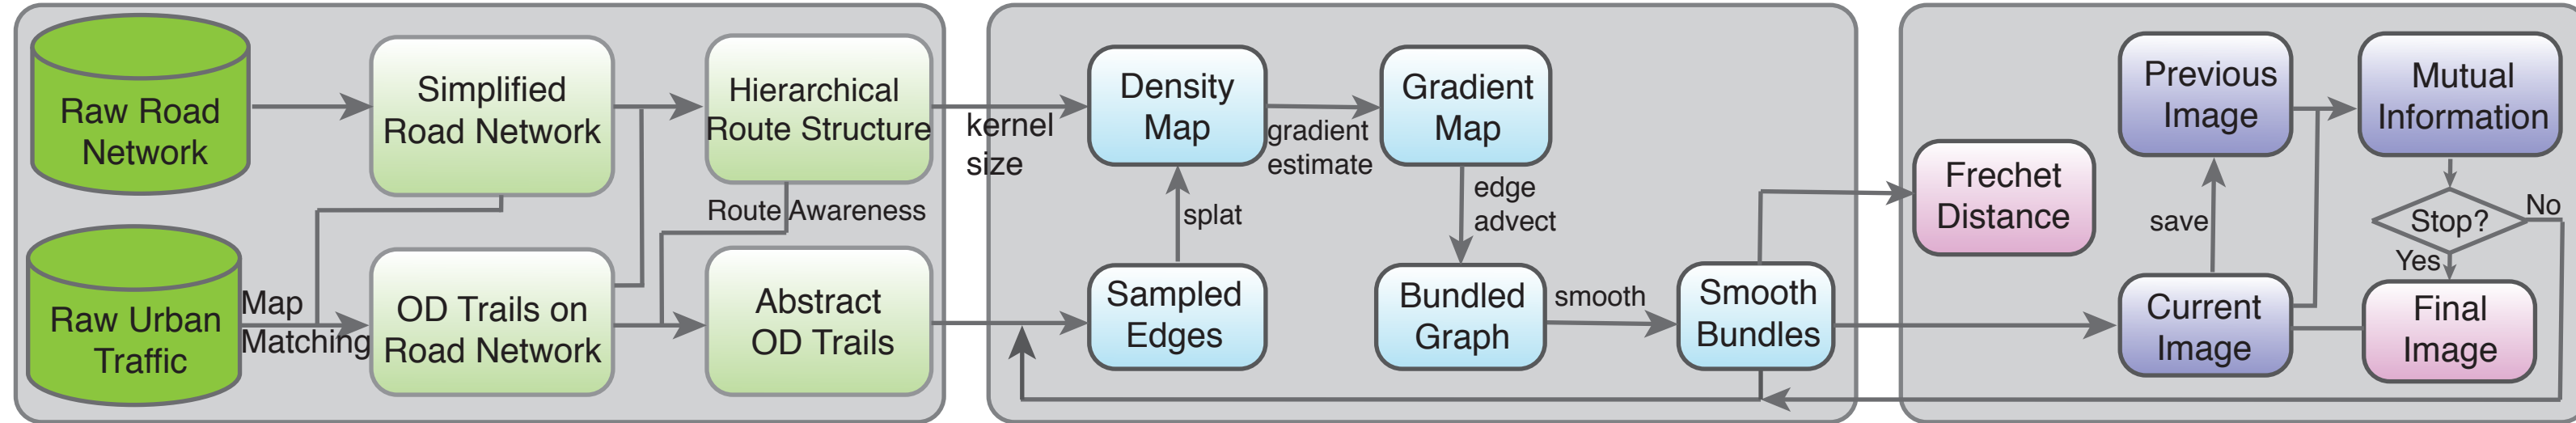 Raw Road
Network
Simplified
Road Network
Hierarchical
Route Structure
Route Awareness
Raw Urban
Traffic
Map
Matching
OD Trails on
Road Network
Abstract
OD Trails
kernel
size
Density
Map
gradient
estimate
Gradient
Map
splat
edge
advect
Sampled
Edges
Bundled
Graph
smooth
Smooth
Bundles
Frechet
Distance
Previous
Image
Mutual
Information
save
Stop?
No
Yes
Current
Image
Final
Image